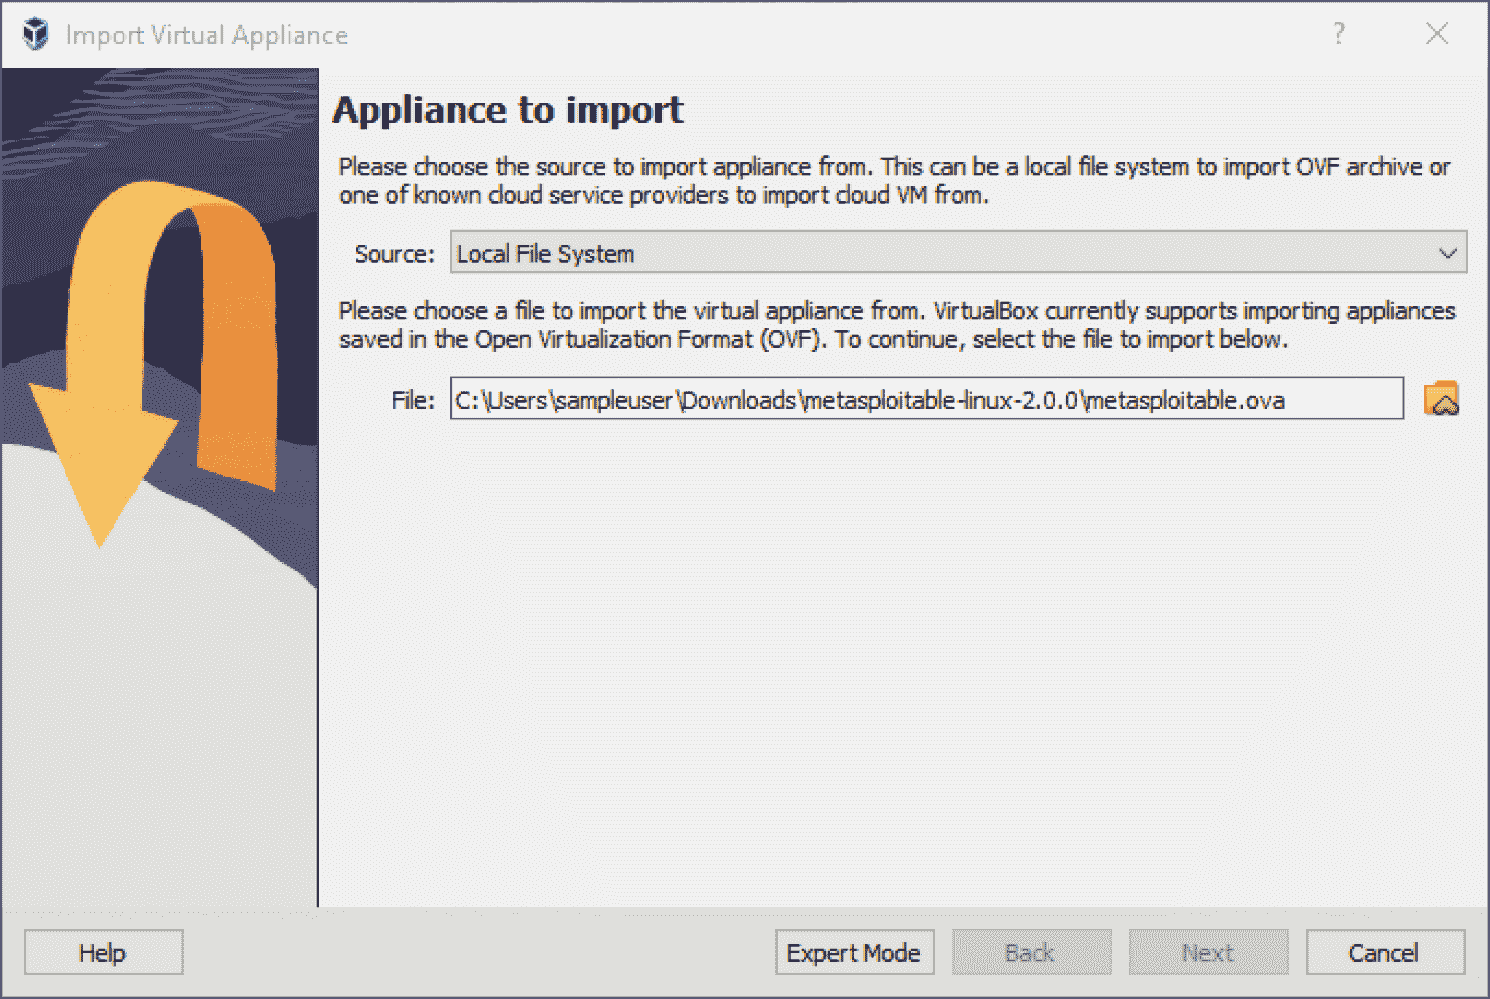 Import Virtual Appliance
?
Appliance to import
Please choose the source to import appliance from. This can be a local file system to import OVF archive or
one of known cloud service providers to import cloud VM from.
Source: Local File System
Please choose a file to import the virtual appliance from. VirtualBox currently supports importing appliances
saved in the Open Virtualization Format (OVF). To continue, select the file to import below.
File: C:\Users\sampleuser\Downloads\metasploitable-linux-2.0.0\metasploitable.ova
Help Expert Mode Back Next Cancel